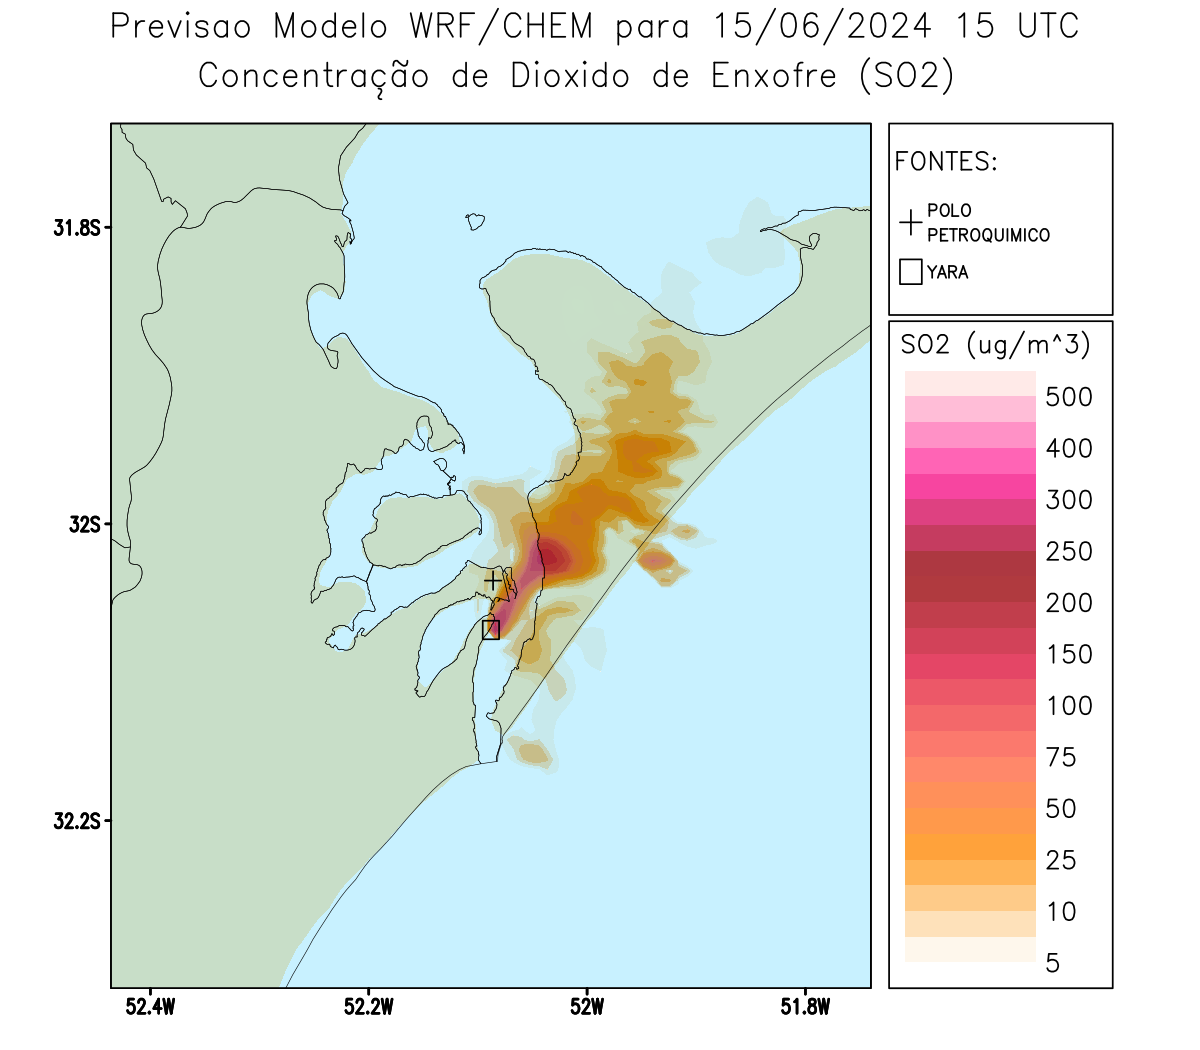 Previsao Modelo WRF/CHEM para 15/06/2024 15 UTC
Concentração de Dioxido de Enxofre (SO2)
31.8S
32S
32.2S
52.4W
52.2W
52W
51.8W
FONTES:
POLO
PETROQUIMICO
YARA
SO2 (ug/m^3)
500
400
300
250
200
150
100
75
50
25
10
5